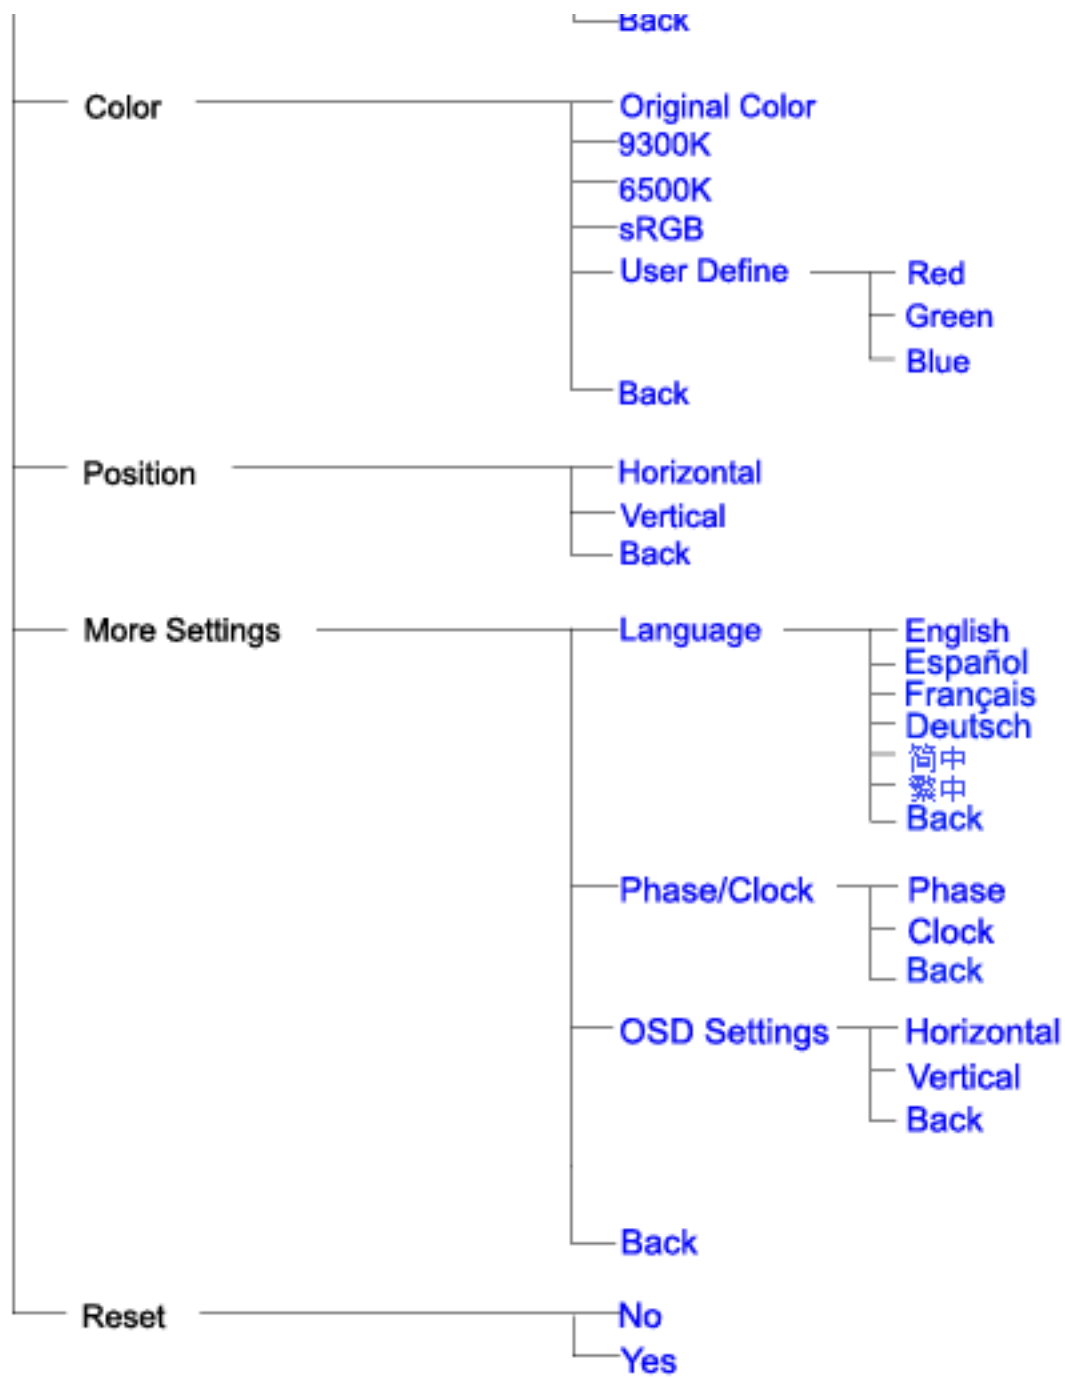 Back
Color Original Color
9300K
6500K
sRGB
User Define Red
Green
Blue
Back
Position Horizontal
Vertical
Back
More Settings Language English
Español
Français
Deutsch
简中
繁中
Back
Phase/Clock Phase
Clock
Back
OSD Settings Horizontal
Vertical
Back
Back
Reset No
Yes